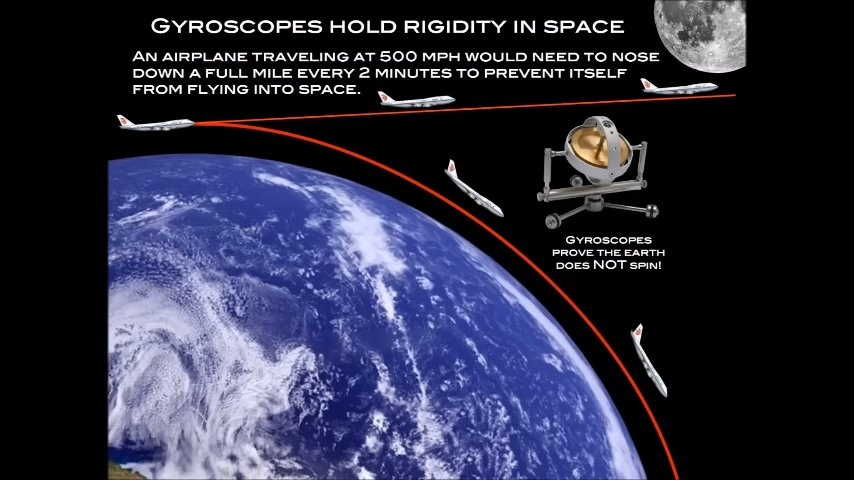 Gyroscopes hold rigidity in space
An airplane traveling at 500 mph would need to nose
down a full mile every 2 minutes to prevent itself
from flying into space.
Gyroscopes
prove the earth
does NOT spin!